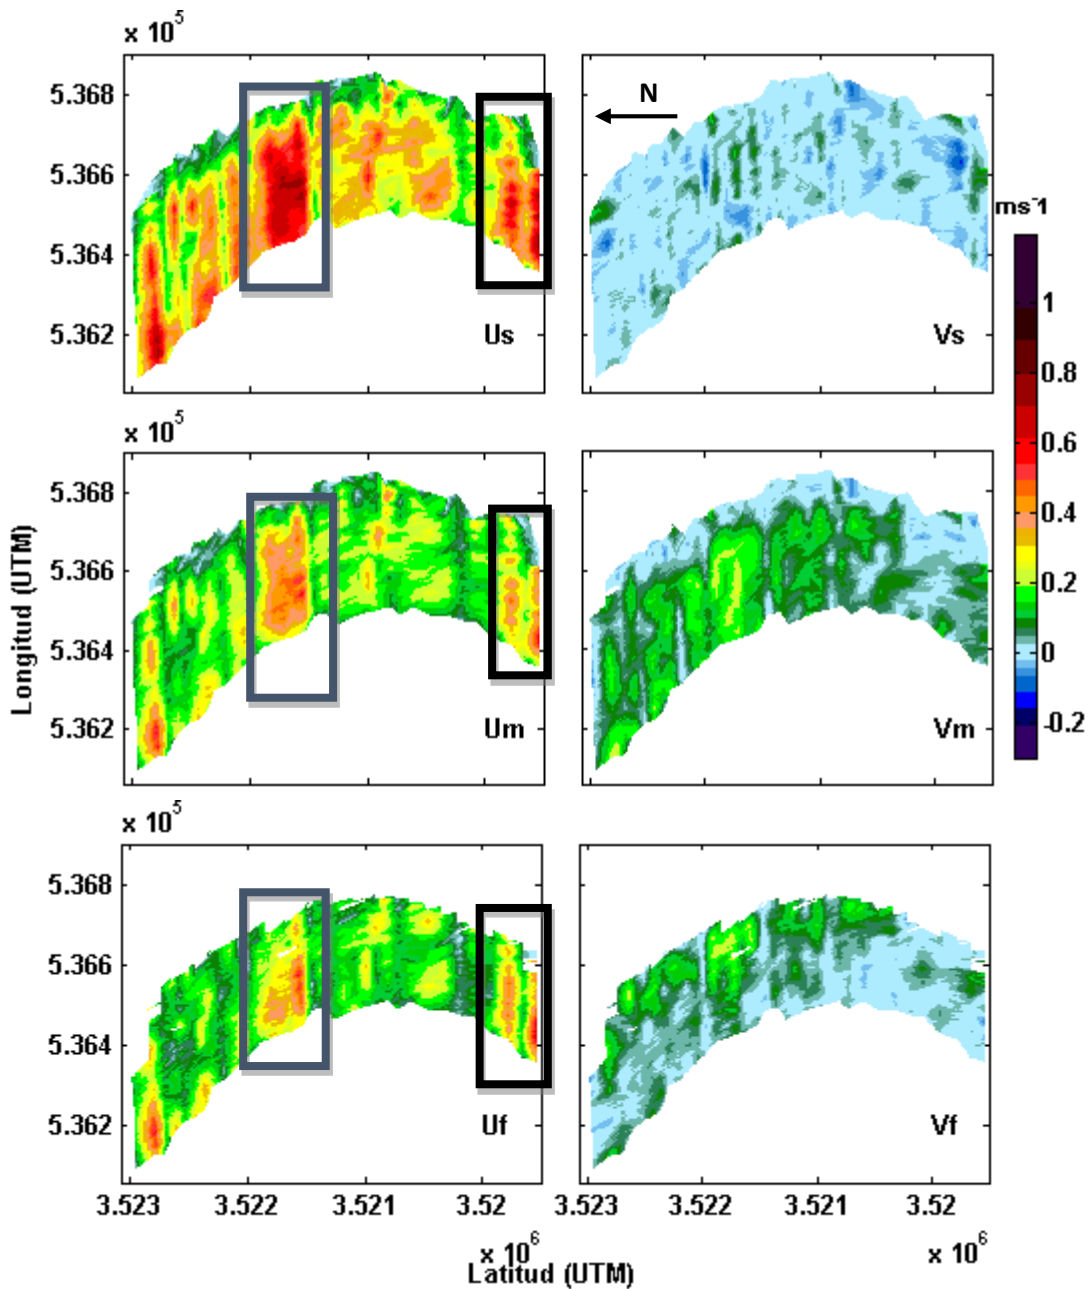 x 10^5
5.368
5.366
5.364
5.362
Us
N
Vs
ms^-1
1
0.8
0.6
0.4
0.2
0
-0.2
x 10^5
5.368
5.366
5.364
5.362
Um
Vm
Longitud (UTM)
x 10^5
5.368
5.366
5.364
5.362
Uf
Vf
3.523 3.522 3.521 3.52 3.523 3.522 3.521 3.52
x 10^6 x 10^6
Latitud (UTM)